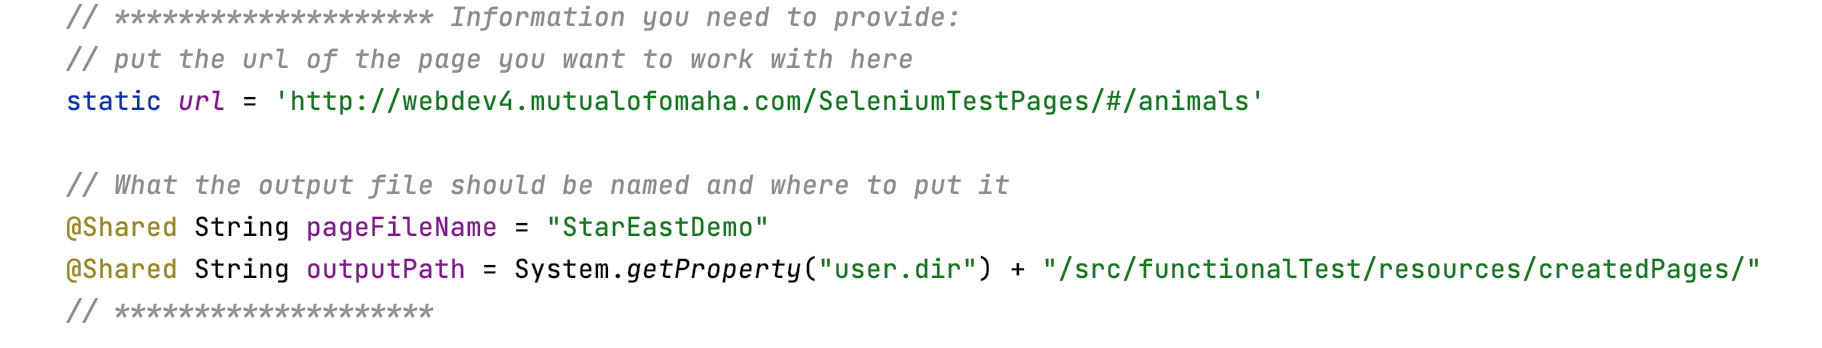 // ******************** Information you need to provide:
// put the url of the page you want to work with here
static url = 'http://webdev4.mutualofomaha.com/SeleniumTestPages/#/animals'
// What the output file should be named and where to put it
@Shared String pageFileName = "StarEastDemo"
@Shared String outputPath = System.getProperty("user.dir") + "/src/functionalTest/resources/createdPages/"
// ********************